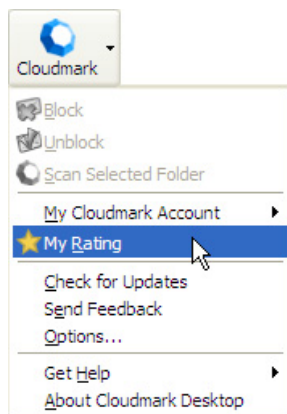 Cloudmark
Block
Unblock
Scan Selected Folder
My Cloudmark Account
My Rating
Check for Updates
Send Feedback
Options...
Get Help
About Cloudmark Desktop